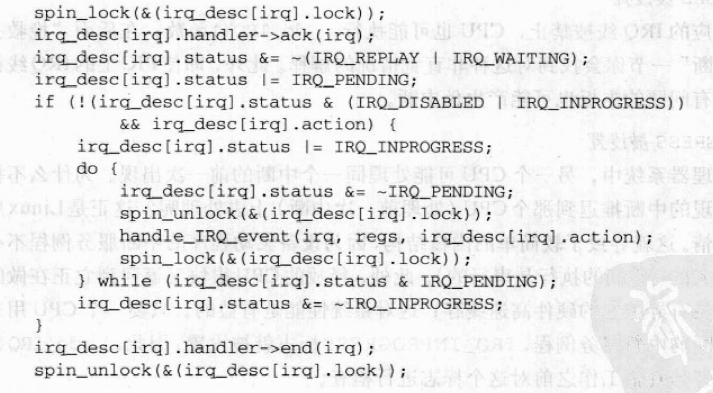 spin_lock(&(irq_desc[irq].lock));
irq_desc[irq].handler->ack(irq);
irq_desc[irq].status &= ~(IRQ_REPLAY | IRQ_WAITING);
irq_desc[irq].status |= IRQ_PENDING;
if (!(irq_desc[irq].status & (IRQ_DISABLED | IRQ_INPROGRESS))
&& irq_desc[irq].action) {
irq_desc[irq].status |= IRQ_INPROGRESS;
do {
irq_desc[irq].status &= ~IRQ_PENDING;
spin_unlock(&(irq_desc[irq].lock));
handle_IRQ_event(irq, regs, irq_desc[irq].action);
spin_lock(&(irq_desc[irq].lock));
} while (irq_desc[irq].status & IRQ_PENDING);
irq_desc[irq].status &= ~IRQ_INPROGRESS;
}
irq_desc[irq].handler->end(irq);
spin_unlock(&(irq_desc[irq].lock));